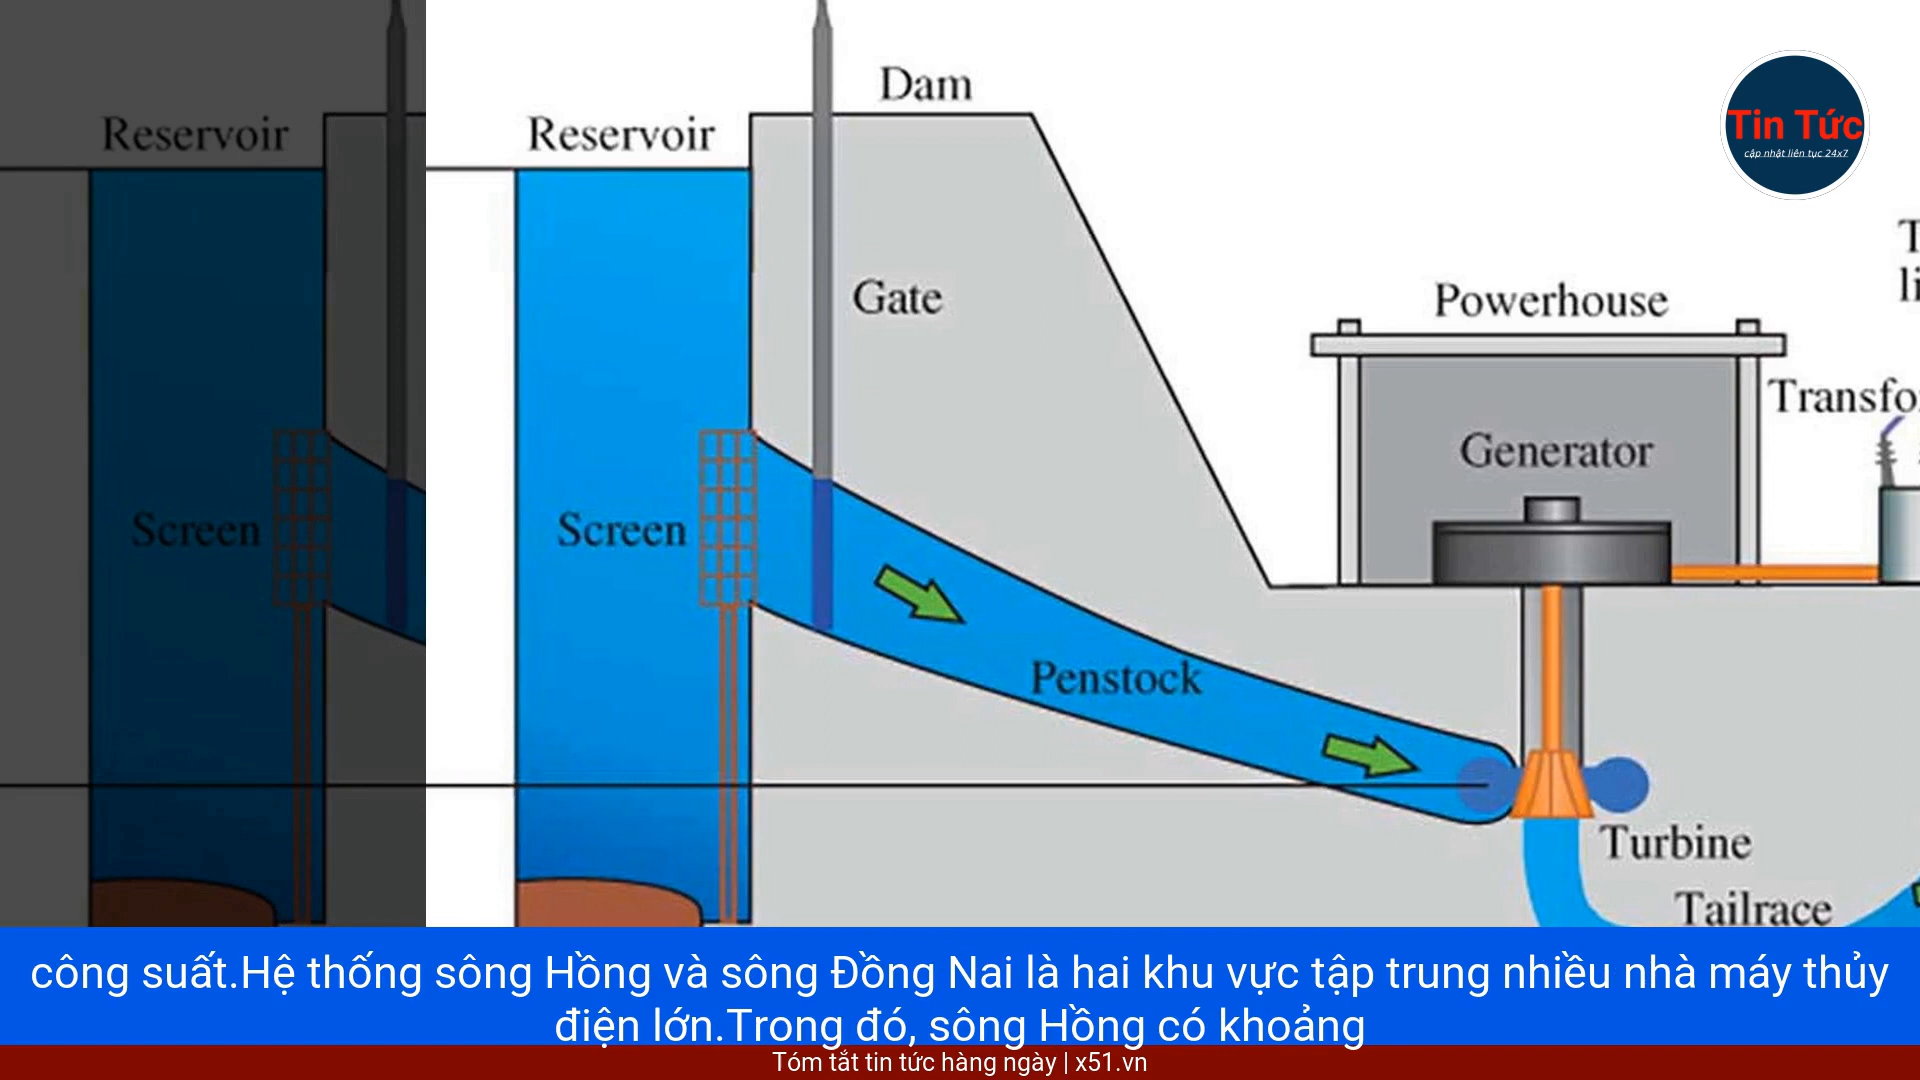 Dam
Reservoir
Reservoir
Tin Tức
cập nhật liên tục 24x7
Gate
Powerhouse
Generator
Screen
Screen
Penstock
Turbine
Tailrace
công suất.Hệ thống sông Hồng và sông Đồng Nai là hai khu vực tập trung nhiều nhà máy thủy
điện lớn.Trong đó, sông Hồng có khoảng
Tóm tắt tin tức hàng ngày | x51.vn